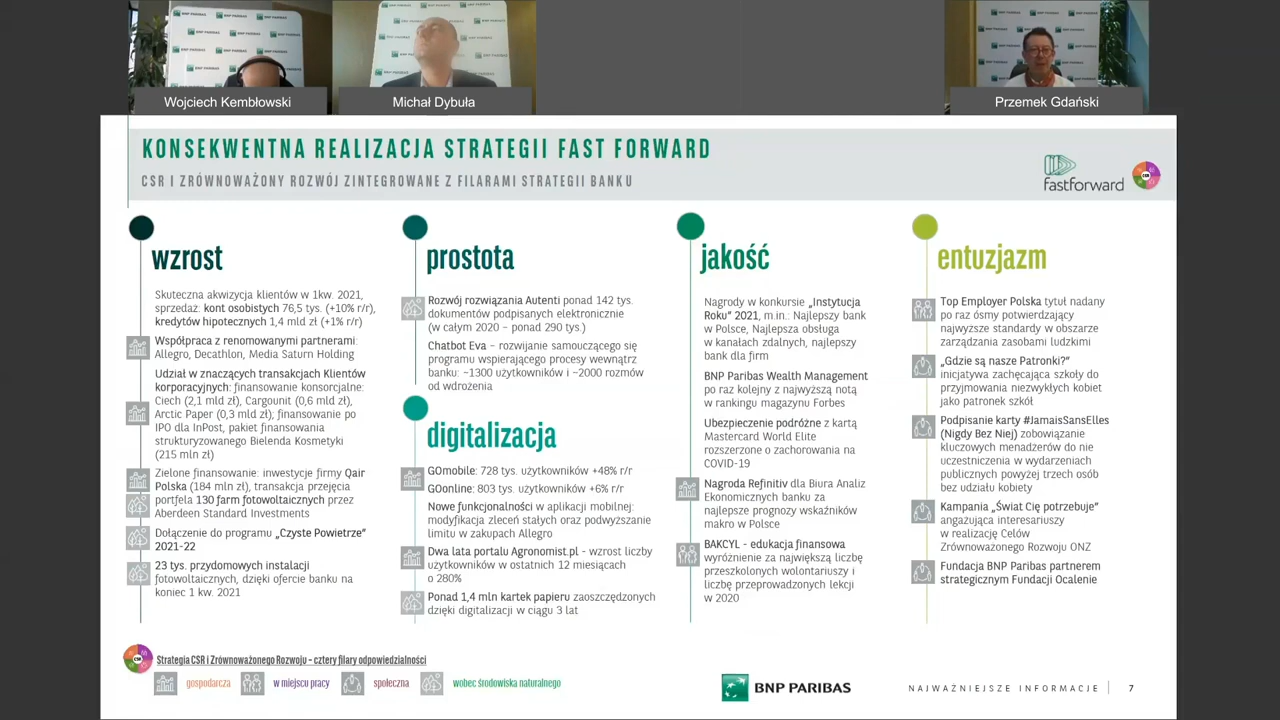 Wojciech Kembłowski
Michał Dybuła
Przemek Gdański
KONSEKWENTNA REALIZACJA STRATEGII FAST FORWARD
CSR I ZRÓWNOWAŻONY ROZWÓJ ZINTEGROWANE Z FILARAMI STRATEGII BANKU
fastforward
CSR
wzrost
Skuteczna akwizycja klientów w 1kw. 2021,
sprzedaż: kont osobistych 76,5 tys. (+10% r/r),
kredytów hipotecznych 1,4 mld zł (+1% r/r)
Współpraca z renomowanymi partnerami:
Allegro, Decathlon, Media Saturn Holding
Udział w znaczących transakcjach Klientów
korporacyjnych: finansowanie konsorcjalne:
Ciech (2,1 mld zł), Cargounit (0,6 mld zł),
Arctic Paper (0,3 mld zł); finansowanie po
IPO dla InPost, pakiet finansowania
strukturyzowanego Bielenda Kosmetyki
(215 mln zł)
Zielone finansowanie: inwestycje firmy Qair
Polska (184 mln zł), transakcja przejęcia
portfela 130 farm fotowoltaicznych przez
Aberdeen Standard Investments
Dołączenie do programu „Czyste Powietrze”
2021-22
23 tys. przydomowych instalacji
fotowoltaicznych, dzięki ofercie banku na
koniec 1 kw. 2021
prostota
Rozwój rozwiązania Autenti ponad 142 tys.
dokumentów podpisanych elektronicznie
(w całym 2020 – ponad 290 tys.)
Chatbot Eva – rozwijanie samouczącego się
programu wspierającego procesy wewnątrz
banku: ~1300 użytkowników i ~2000 rozmów
od wdrożenia
digitalizacja
GOmobile: 728 tys. użytkowników +48% r/r
GOonline: 803 tys. użytkowników +6% r/r
Nowe funkcjonalności w aplikacji mobilnej:
modyfikacja zleceń stałych oraz podwyższanie
limitu w zakupach Allegro
Dwa lata portalu Agronomist.pl - wzrost liczby
użytkowników w ostatnich 12 miesiącach
o 280%
Ponad 1,4 mln kartek papieru zaoszczędzonych
dzięki digitalizacji w ciągu 3 lat
jakość
Nagrody w konkursie „Instytucja
Roku” 2021, m.in.: Najlepszy bank
w Polsce, Najlepsza obsługa
w kanałach zdalnych, najlepszy
bank dla firm
BNP Paribas Wealth Management
po raz kolejny z najwyższą notą
w rankingu magazynu Forbes
Ubezpieczenie podróżne z kartą
Mastercard World Elite
rozszerzone o zachorowania na
COVID-19
Nagroda Refinitiv dla Biura Analiz
Ekonomicznych banku za
najlepsze prognozy wskaźników
makro w Polsce
BAKCYL - edukacja finansowa
wyróżnienie za największą liczbę
przeszkolonych wolontariuszy i
liczbę przeprowadzonych lekcji
w 2020
entuzjazm
Top Employer Polska tytuł nadany
po raz ósmy potwierdzający
najwyższe standardy w obszarze
zarządzania zasobami ludzkimi
„Gdzie są nasze Patronki?”
inicjatywa zachęcająca szkoły do
przyjmowania niezwykłych kobiet
jako patronek szkół
Podpisanie karty #JamaisSansElles
(Nigdy Bez Niej) zobowiązanie
kluczowych menadżerów do nie
uczestniczenia w wydarzeniach
publicznych powyżej trzech osób
bez udziału kobiety
Kampania „Świat Cię potrzebuje”
angażująca interesariuszy
w realizację Celów
Zrównoważonego Rozwoju ONZ
Fundacja BNP Paribas partnerem
strategicznym Fundacji Ocalenie
CSR
Strategia CSR i Zrównoważonego Rozwoju – cztery filary odpowiedzialności
gospodarcza
w miejscu pracy
społeczna
wobec środowiska naturalnego
BNP PARIBAS
NAJWAŻNIEJSZE INFORMACJE
7